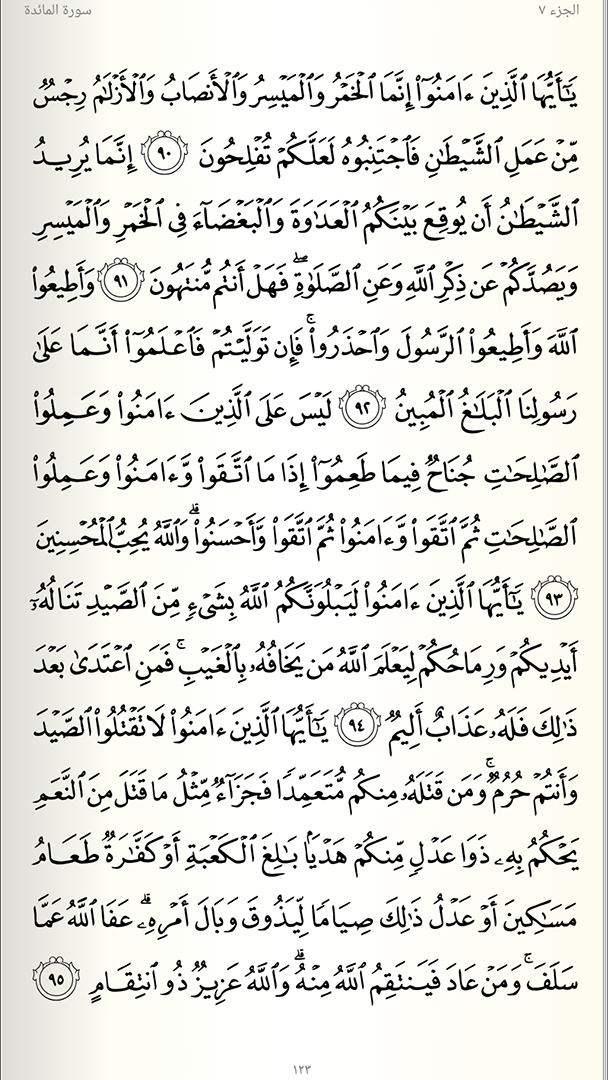 الجزء ٧
سورة المائدة
يَٰٓأَيُّهَا ٱلَّذِينَ ءَامَنُوٓا۟ إِنَّمَا ٱلْخَمْرُ وَٱلْمَيْسِرُ وَٱلْأَنصَابُ وَٱلْأَزْلَٰمُ رِجْسٌ
مِّنْ عَمَلِ ٱلشَّيْطَٰنِ فَٱجْتَنِبُوهُ لَعَلَّكُمْ تُفْلِحُونَ ٩٠ إِنَّمَا يُرِيدُ
ٱلشَّيْطَٰنُ أَن يُوقِعَ بَيْنَكُمُ ٱلْعَدَٰوَةَ وَٱلْبَغْضَآءَ فِى ٱلْخَمْرِ وَٱلْمَيْسِرِ
وَيَصُدَّكُمْ عَن ذِكْرِ ٱللَّهِ وَعَنِ ٱلصَّلَوٰةِ ۖ فَهَلْ أَنتُم مُّنتَهُونَ ٩١ وَأَطِيعُوا۟
ٱللَّهَ وَأَطِيعُوا۟ ٱلرَّسُولَ وَٱحْذَرُوا۟ ۚ فَإِن تَوَلَّيْتُمْ فَٱعْلَمُوٓا۟ أَنَّمَا عَلَىٰ
رَسُولِنَا ٱلْبَلَٰغُ ٱلْمُبِينُ ٩٢ لَيْسَ عَلَى ٱلَّذِينَ ءَامَنُوا۟ وَعَمِلُوا۟
ٱلصَّٰلِحَٰتِ جُنَاحٌ فِيمَا طَعِمُوٓا۟ إِذَا مَا ٱتَّقَوا۟ وَّءَامَنُوا۟ وَعَمِلُوا۟
ٱلصَّٰلِحَٰتِ ثُمَّ ٱتَّقَوا۟ وَّءَامَنُوا۟ ثُمَّ ٱتَّقَوا۟ وَّأَحْسَنُوا۟ ۗ وَٱللَّهُ يُحِبُّ ٱلْمُحْسِنِينَ
٩٣ يَٰٓأَيُّهَا ٱلَّذِينَ ءَامَنُوا۟ لَيَبْلُوَنَّكُمُ ٱللَّهُ بِشَىْءٍ مِّنَ ٱلصَّيْدِ تَنَالُهُۥٓ
أَيْدِيكُمْ وَرِمَاحُكُمْ لِيَعْلَمَ ٱللَّهُ مَن يَخَافُهُۥ بِٱلْغَيْبِ ۚ فَمَنِ ٱعْتَدَىٰ بَعْدَ
ذَٰلِكَ فَلَهُۥ عَذَابٌ أَلِيمٌ ٩٤ يَٰٓأَيُّهَا ٱلَّذِينَ ءَامَنُوا۟ لَا تَقْتُلُوا۟ ٱلصَّيْدَ
وَأَنتُمْ حُرُمٌ ۚ وَمَن قَتَلَهُۥ مِنكُم مُّتَعَمِّدًا فَجَزَآءٌ مِّثْلُ مَا قَتَلَ مِنَ ٱلنَّعَمِ
يَحْكُمُ بِهِۦ ذَوَا عَدْلٍ مِّنكُمْ هَدْيًۢا بَٰلِغَ ٱلْكَعْبَةِ أَوْ كَفَّٰرَةٌ طَعَامُ
مَسَٰكِينَ أَوْ عَدْلُ ذَٰلِكَ صِيَامًا لِّيَذُوقَ وَبَالَ أَمْرِهِۦ ۗ عَفَا ٱللَّهُ عَمَّا
سَلَفَ ۚ وَمَنْ عَادَ فَيَنتَقِمُ ٱللَّهُ مِنْهُ ۗ وَٱللَّهُ عَزِيزٌ ذُو ٱنتِقَامٍ ٩٥
١٢٣